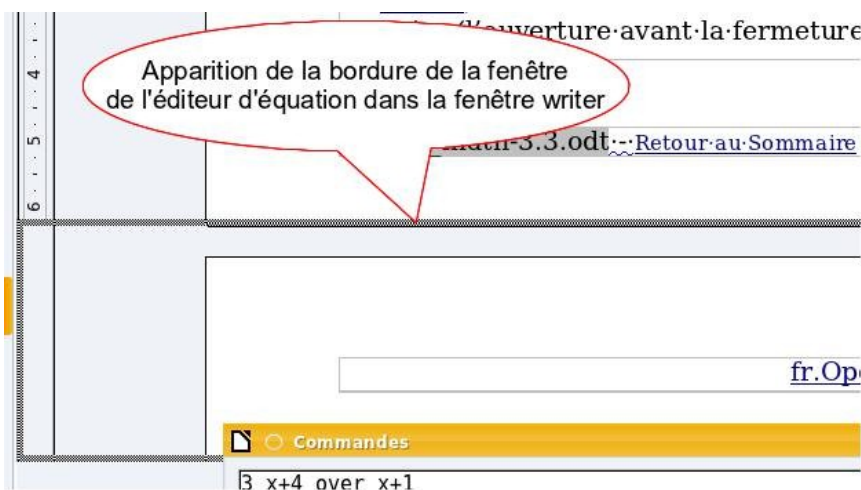 l'ouverture·avant·la·fermeture
Apparition de la bordure de la fenêtre
de l'éditeur d'équation dans la fenêtre writer
4
5
math-3.3.odt·-·Retour·au·Sommaire
6
fr.Op
Commandes
3 x+4 over x+1